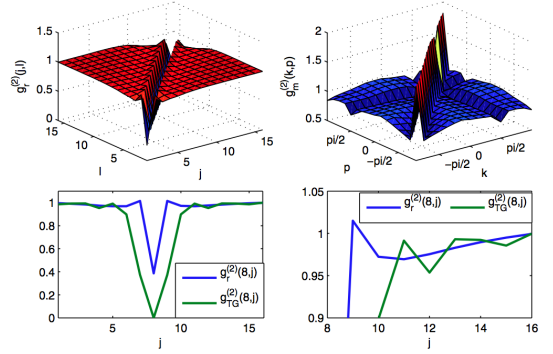 1.5
1
0.5
0
g_r^(2)(j,l)
15
10
5
l
5
10
15
j
2
1.5
1
0.5
g_m^(2)(k,p)
pi/2
0
−pi/2
p
−pi/2
0
pi/2
k
1
0.8
0.6
0.4
0.2
0
5
10
15
j
g_r^(2)(8,j)
g_TG^(2)(8,j)
1.05
1
0.95
0.9
8
10
12
14
16
j
g_r^(2)(8,j)
g_TG^(2)(8,j)